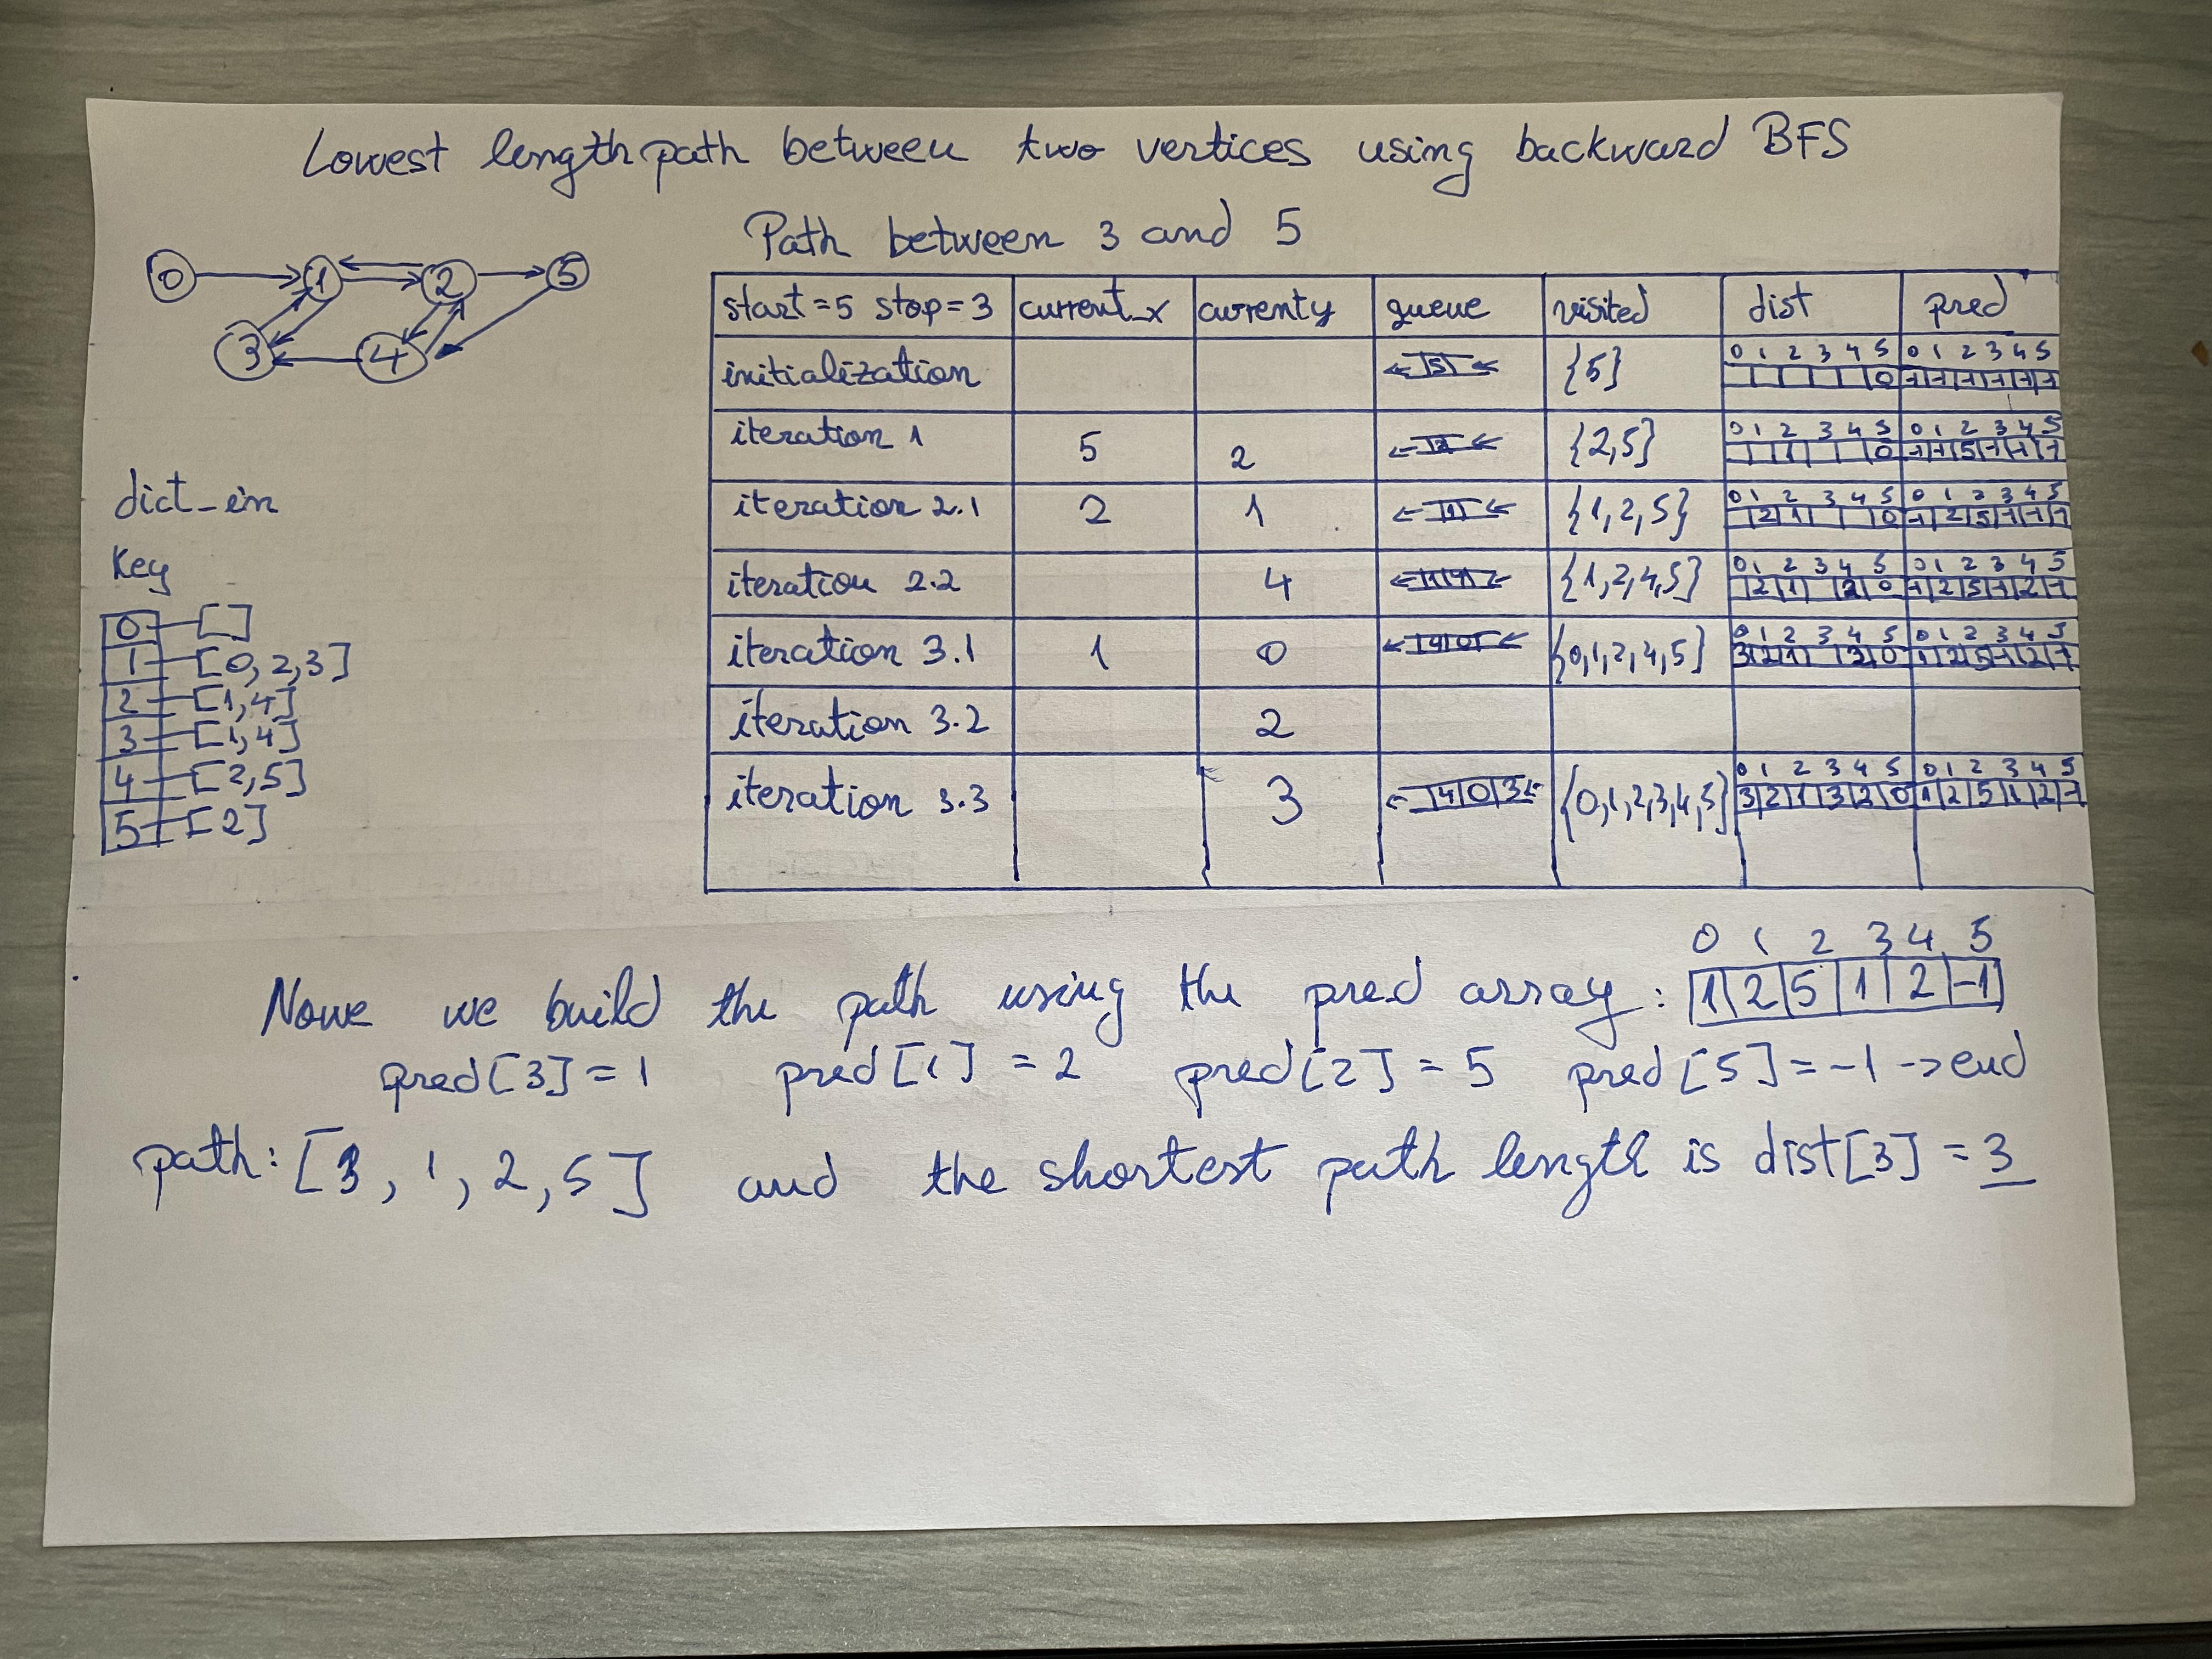 Lowest length path between two vertices using backward BFS
Path between 3 and 5
0 1 2 5
3 4
dict_in
Key
0 []
1 [0, 2, 3]
2 [1, 4]
3 [1, 4]
4 [2, 5]
5 [2]
start = 5 stop = 3 current_x current y queue visited dist pred
0 1 2 3 4 5 0 1 2 3 4 5
initialization 5 {5} 0 -1 -1 -1 -1 -1 -1
0 1 2 3 4 5 0 1 2 3 4 5
iteration 1 5 2 2 {2,5} 1 0 -1 -1 5 -1 -1 -1
0 1 2 3 4 5 0 1 2 3 4 5
iteration 2.1 2 1 1 {1,2,5} 2 1 0 -1 2 5 -1 -1 -1
0 1 2 3 4 5 0 1 2 3 4 5
iteration 2.2 4 1 4 {1,2,4,5} 2 1 2 0 -1 2 5 -1 2 -1
0 1 2 3 4 5 0 1 2 3 4 5
iteration 3.1 1 0 4 0 {0,1,2,4,5} 3 2 1 2 0 1 2 5 -1 2 -1
iteration 3.2 2
0 1 2 3 4 5 0 1 2 3 4 5
iteration 3.3 3 4 0 3 {0,1,2,3,4,5} 3 2 1 3 2 0 1 2 5 1 2 -1
0 1 2 3 4 5
Nowe we build the path using the pred array: 1 2 5 1 2 -1
pred[3] = 1 pred[1] = 2 pred[2] = 5 pred[5] = -1 -> end
path: [3, 1, 2, 5] and the shortest path length is dist[3] = 3